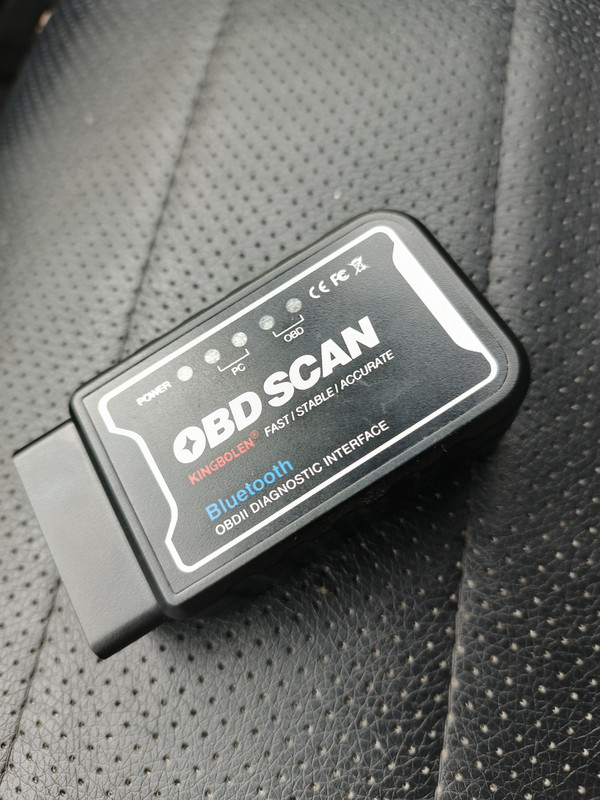 CE FC
POWER
PC
OBD
OBD SCAN
KINGBOLEN® FAST / STABLE / ACCURATE
Bluetooth
OBDII DIAGNOSTIC INTERFACE